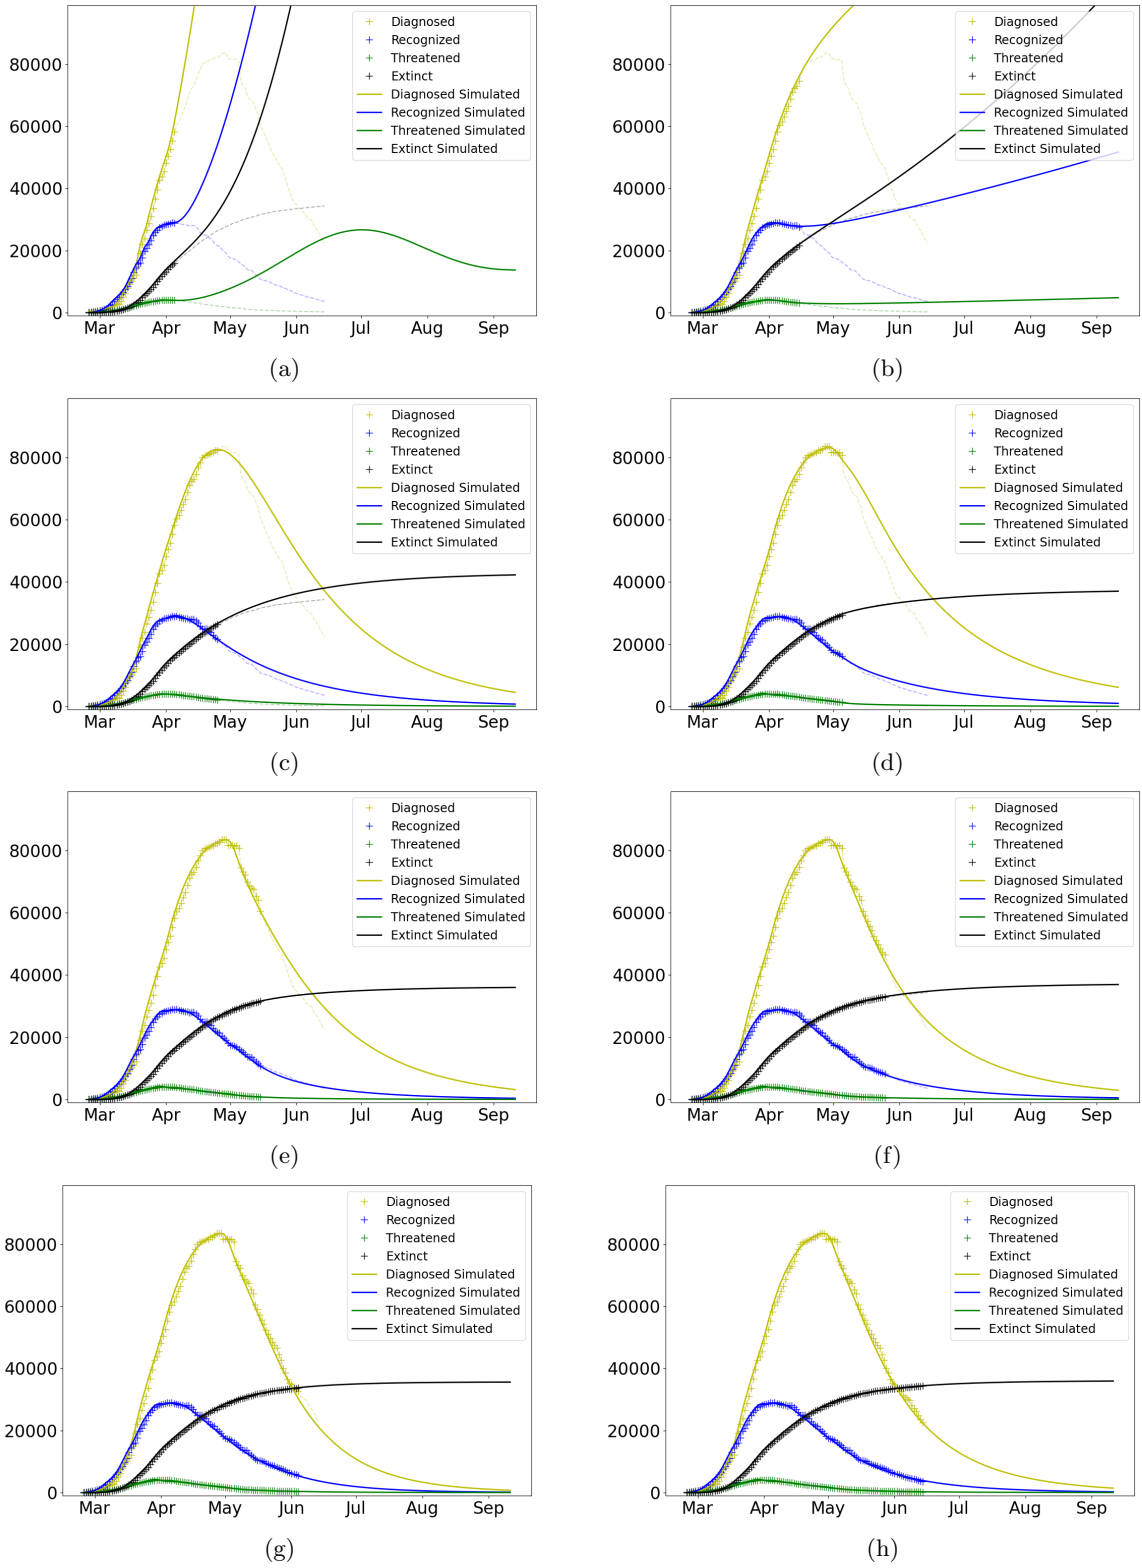 80000
60000
40000
20000
0
Mar Apr May Jun Jul Aug Sep
Diagnosed
Recognized
Threatened
Extinct
Diagnosed Simulated
Recognized Simulated
Threatened Simulated
Extinct Simulated
(a)
80000
60000
40000
20000
0
Mar Apr May Jun Jul Aug Sep
Diagnosed
Recognized
Threatened
Extinct
Diagnosed Simulated
Recognized Simulated
Threatened Simulated
Extinct Simulated
(b)
80000
60000
40000
20000
0
Mar Apr May Jun Jul Aug Sep
Diagnosed
Recognized
Threatened
Extinct
Diagnosed Simulated
Recognized Simulated
Threatened Simulated
Extinct Simulated
(c)
80000
60000
40000
20000
0
Mar Apr May Jun Jul Aug Sep
Diagnosed
Recognized
Threatened
Extinct
Diagnosed Simulated
Recognized Simulated
Threatened Simulated
Extinct Simulated
(d)
80000
60000
40000
20000
0
Mar Apr May Jun Jul Aug Sep
Diagnosed
Recognized
Threatened
Extinct
Diagnosed Simulated
Recognized Simulated
Threatened Simulated
Extinct Simulated
(e)
80000
60000
40000
20000
0
Mar Apr May Jun Jul Aug Sep
Diagnosed
Recognized
Threatened
Extinct
Diagnosed Simulated
Recognized Simulated
Threatened Simulated
Extinct Simulated
(f)
80000
60000
40000
20000
0
Mar Apr May Jun Jul Aug Sep
Diagnosed
Recognized
Threatened
Extinct
Diagnosed Simulated
Recognized Simulated
Threatened Simulated
Extinct Simulated
(g)
80000
60000
40000
20000
0
Mar Apr May Jun Jul Aug Sep
Diagnosed
Recognized
Threatened
Extinct
Diagnosed Simulated
Recognized Simulated
Threatened Simulated
Extinct Simulated
(h)